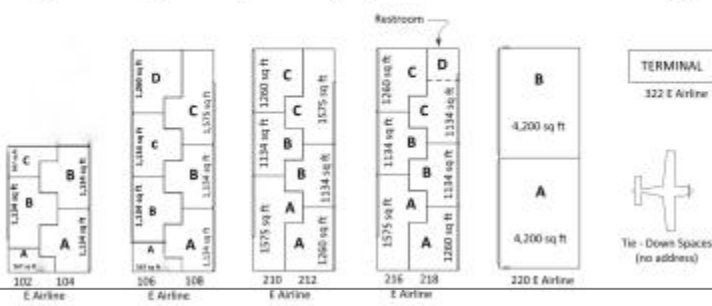 Restroom
C
B
1,134 sq ft
A
B
1,134 sq ft
A
1,134 sq ft
102 104
E Airline
D
1,260 sq ft
C
1,134 sq ft
B
1,134 sq ft
A
C
1,575 sq ft
B
1,134 sq ft
A
1,134 sq ft
106 108
E Airline
C
1260 sq ft
B
1134 sq ft
A
1575 sq ft
C
1575 sq ft
B
1134 sq ft
A
1260 sq ft
210 212
E Airline
C
1260 sq ft
B
1134 sq ft
A
1575 sq ft
D
C
1134 sq ft
B
1134 sq ft
A
1260 sq ft
216 218
E Airline
B
4,200 sq ft
A
4,200 sq ft
220 E Airline
TERMINAL
322 E Airline
Tie - Down Spaces
(no address)